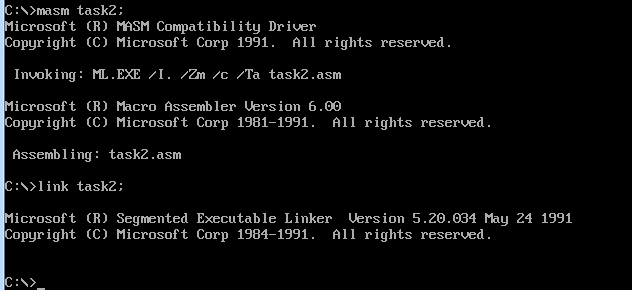 C:\>masm task2;
Microsoft (R) MASM Compatibility Driver
Copyright (C) Microsoft Corp 1991.  All rights reserved.
 Invoking: ML.EXE /I. /Zm /c /Ta task2.asm
Microsoft (R) Macro Assembler Version 6.00
Copyright (C) Microsoft Corp 1981-1991.  All rights reserved.
 Assembling: task2.asm
C:\>link task2;
Microsoft (R) Segmented Executable Linker  Version 5.20.034 May 24 1991
Copyright (C) Microsoft Corp 1984-1991.  All rights reserved.
C:\>_